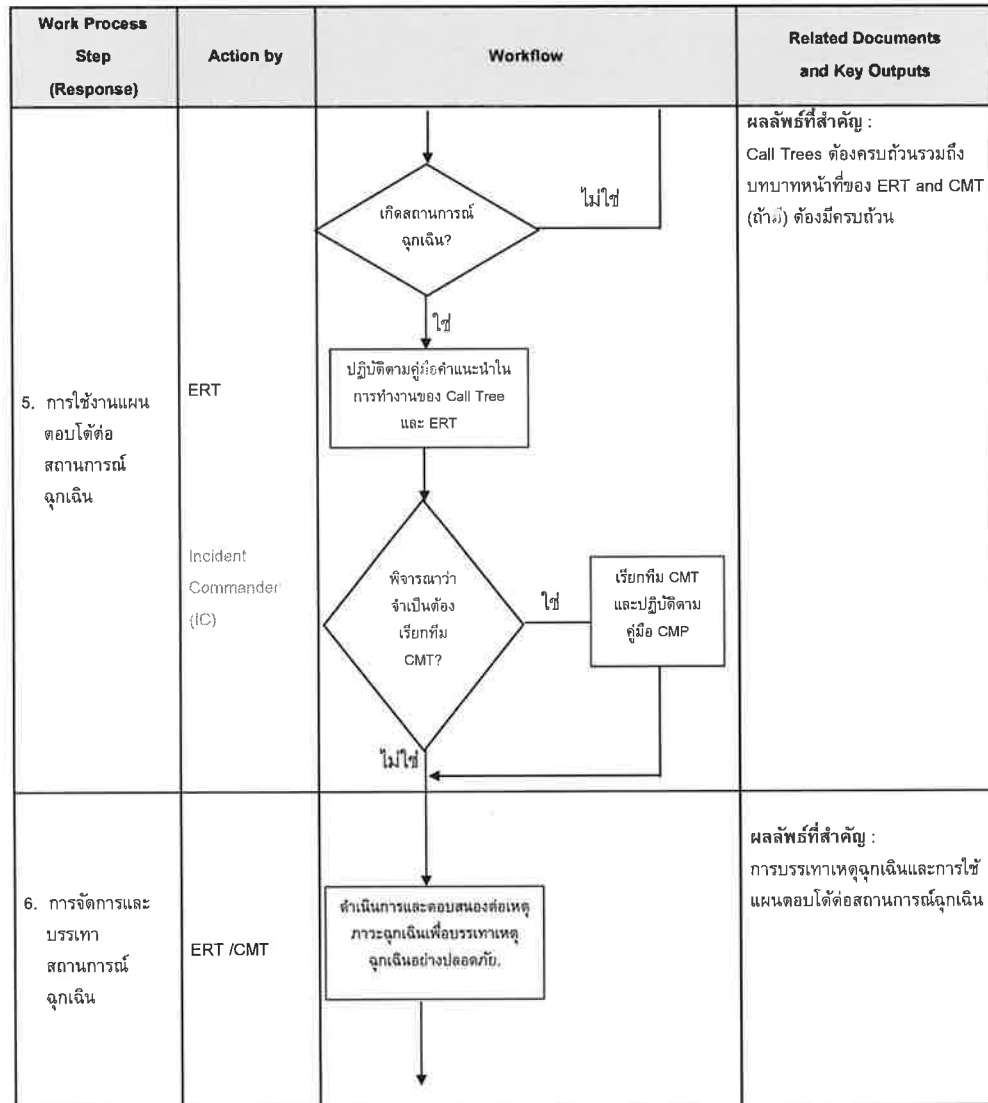 Work Process
Step
(Response)
Action by
Workflow
Related Documents
and Key Outputs
ผลลัพธ์ที่สำคัญ :
Call Trees ต้องครบถ้วนรวมถึง
บทบาทหน้าที่ของ ERT and CMT
(ถ้ามี) ต้องมีครบถ้วน
เกิดสถานการณ์
ฉุกเฉิน?
ไม่ใช่
ใช่
5. การใช้งานแผน
ตอบโต้ต่อ
สถานการณ์
ฉุกเฉิน
ERT
ปฏิบัติตามคู่มือคำแนะนำใน
การทำงานของ Call Tree
และ ERT
Incident
Commander
(IC)
พิจารณาว่า
จำเป็นต้อง
เรียกทีม
CMT?
ใช่
เรียกทีม CMT
และปฏิบัติตาม
คู่มือ CMP
ไม่ใช่
6. การจัดการและ
บรรเทา
สถานการณ์
ฉุกเฉิน
ERT /CMT
ดำเนินการและตอบสนองต่อเหตุ
ภาวะฉุกเฉินเพื่อบรรเทาเหตุ
ฉุกเฉินอย่างปลอดภัย.
ผลลัพธ์ที่สำคัญ :
การบรรเทาเหตุฉุกเฉินและการใช้
แผนตอบโต้ต่อสถานการณ์ฉุกเฉิน